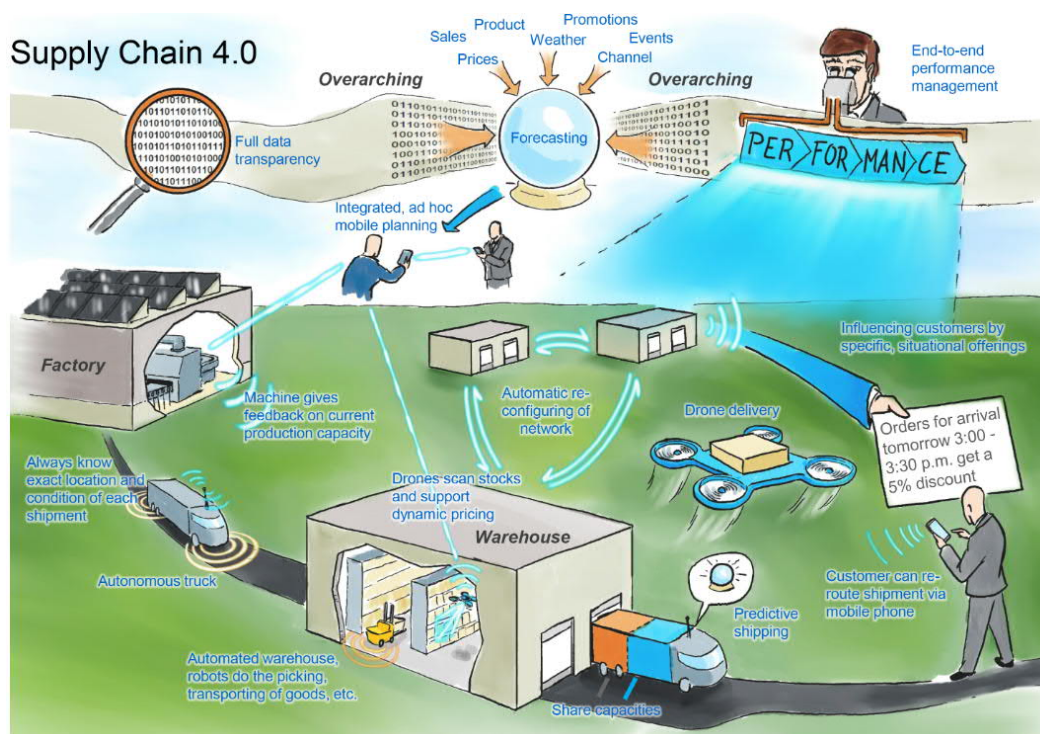 Supply Chain 4.0
Sales
Product
Promotions
Prices
Weather
Events
Channel
Overarching
Overarching
End-to-end
performance
management
Full data
transparency
Forecasting
PER FOR MAN CE
Integrated, ad hoc
mobile planning
Factory
Machine gives
feedback on current
production capacity
Influencing customers by
specific, situational offerings
Automatic re-
configuring of
network
Drone delivery
Orders for arrival
tomorrow 3:00 -
3:30 p.m. get a
5% discount
Always know
exact location and
condition of each
shipment
Autonomous truck
Drones scan stocks
and support
dynamic pricing
Warehouse
Customer can re-
route shipment via
mobile phone
Predictive
shipping
Automated warehouse,
robots do the picking,
transporting of goods, etc.
Share capacities